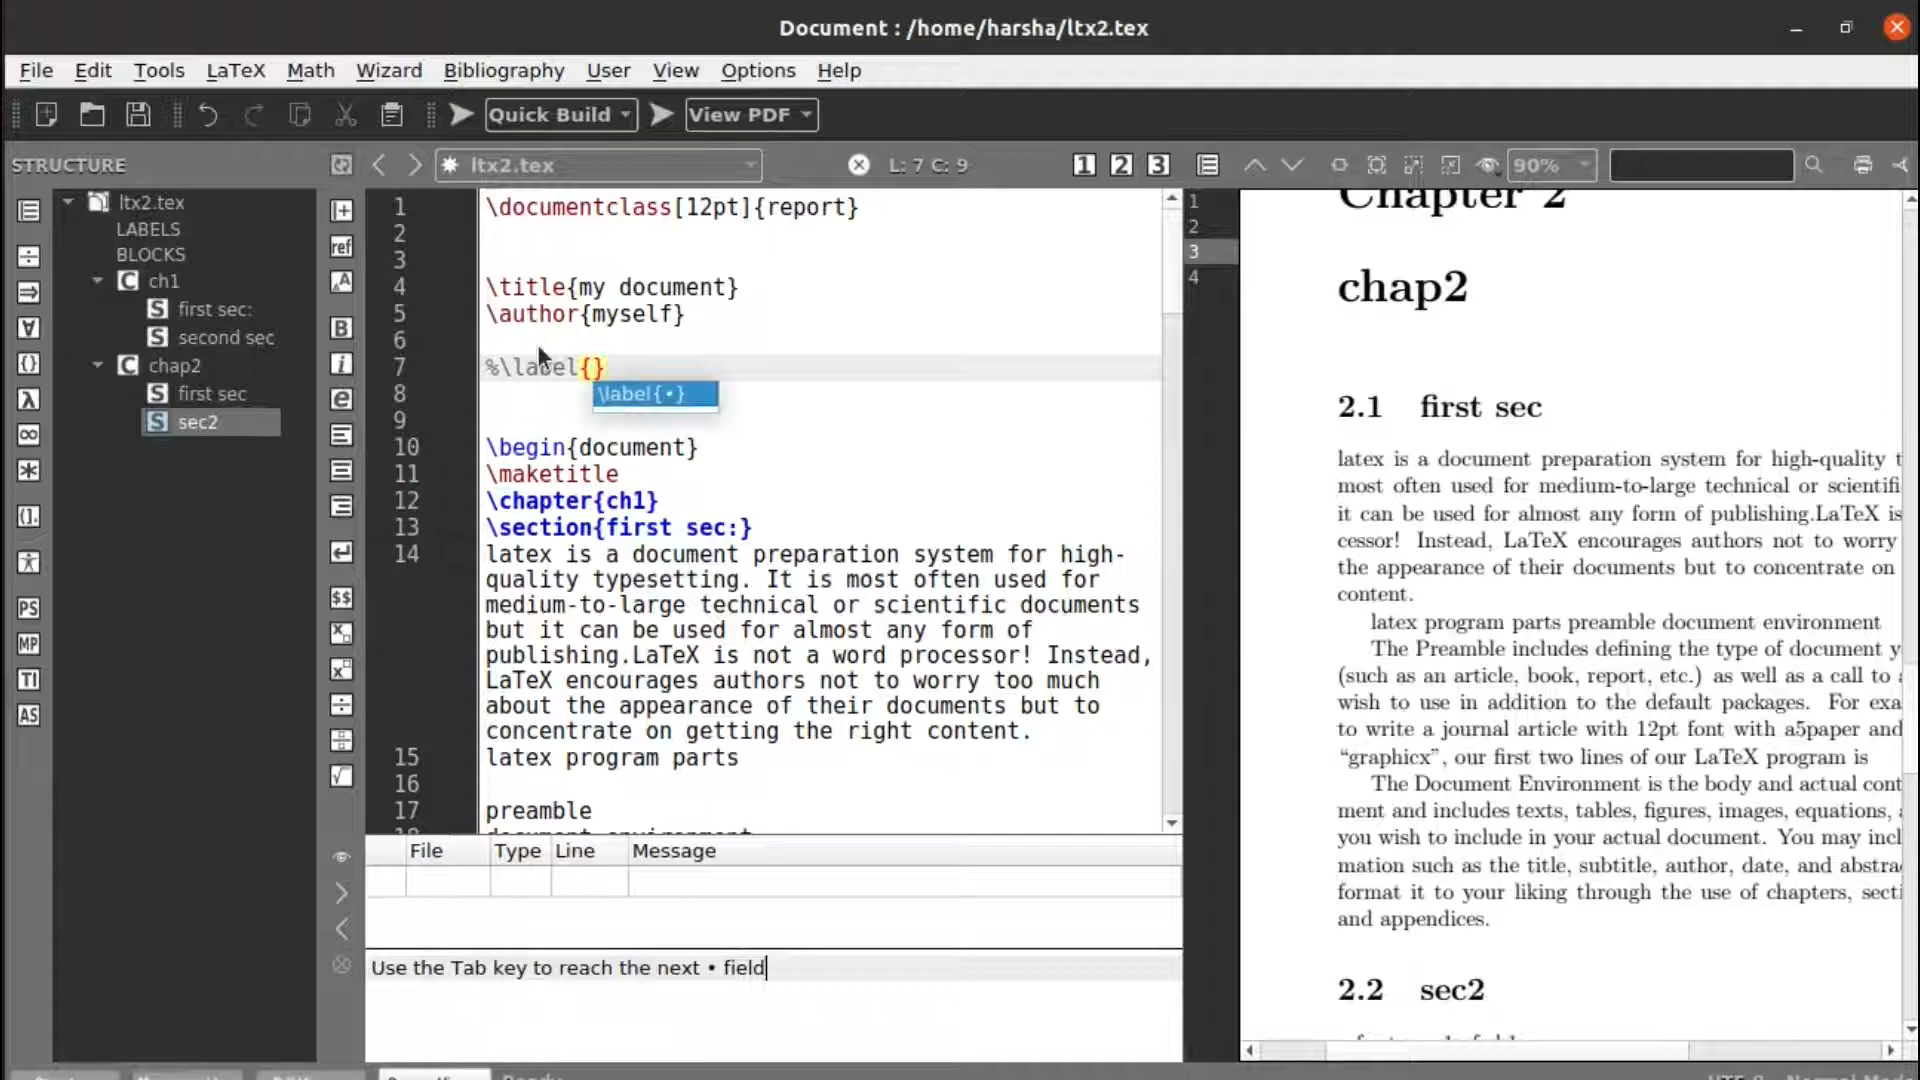 Document : /home/harsha/ltx2.tex
File Edit Tools LaTeX Math Wizard Bibliography User View Options Help
Quick Build View PDF
STRUCTURE
ltx2.tex
L: 7 C: 9
1 2 3
90%
ltx2.tex
LABELS
BLOCKS
C ch1
S first sec:
S second sec
C chap2
S first sec
S sec2
ref
PS
MP
TI
AS
$$
1 \documentclass[12pt]{report}
2
3
4 \title{my document}
5 \author{myself}
6
7 %\label{}
\label{•}
8
9
10 \begin{document}
11 \maketitle
12 \chapter{ch1}
13 \section{first sec:}
14 latex is a document preparation system for high-
quality typesetting. It is most often used for
medium-to-large technical or scientific documents
but it can be used for almost any form of
publishing.LaTeX is not a word processor! Instead,
LaTeX encourages authors not to worry too much
about the appearance of their documents but to
concentrate on getting the right content.
15 latex program parts
16
17 preamble
File Type Line Message
Use the Tab key to reach the next • field
1
2
3
4
Chapter 2
chap2
2.1 first sec
latex is a document preparation system for high-quality t
most often used for medium-to-large technical or scientifi
it can be used for almost any form of publishing.LaTeX is
cessor! Instead, LaTeX encourages authors not to worry
the appearance of their documents but to concentrate on
content.
latex program parts preamble document environment
The Preamble includes defining the type of document y
(such as an article, book, report, etc.) as well as a call to
wish to use in addition to the default packages. For exa
to write a journal article with 12pt font with a5paper and
“graphicx”, our first two lines of our LaTeX program is
The Document Environment is the body and actual cont
ment and includes texts, tables, figures, images, equations,
you wish to include in your actual document. You may incl
mation such as the title, subtitle, author, date, and abstra
format it to your liking through the use of chapters, secti
and appendices.
2.2 sec2